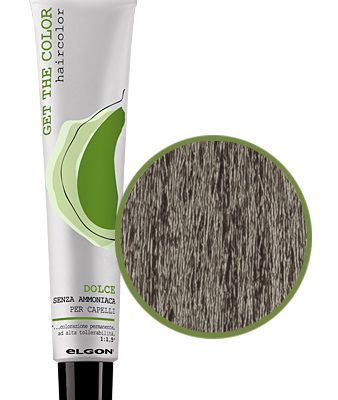 GET THE COLOR
haircolor
DOLCE
SENZA AMMONIACA
PER CAPELLI
"...colorazione permanente,
ad alta tollerabilità.
1:1,5"
ELGON